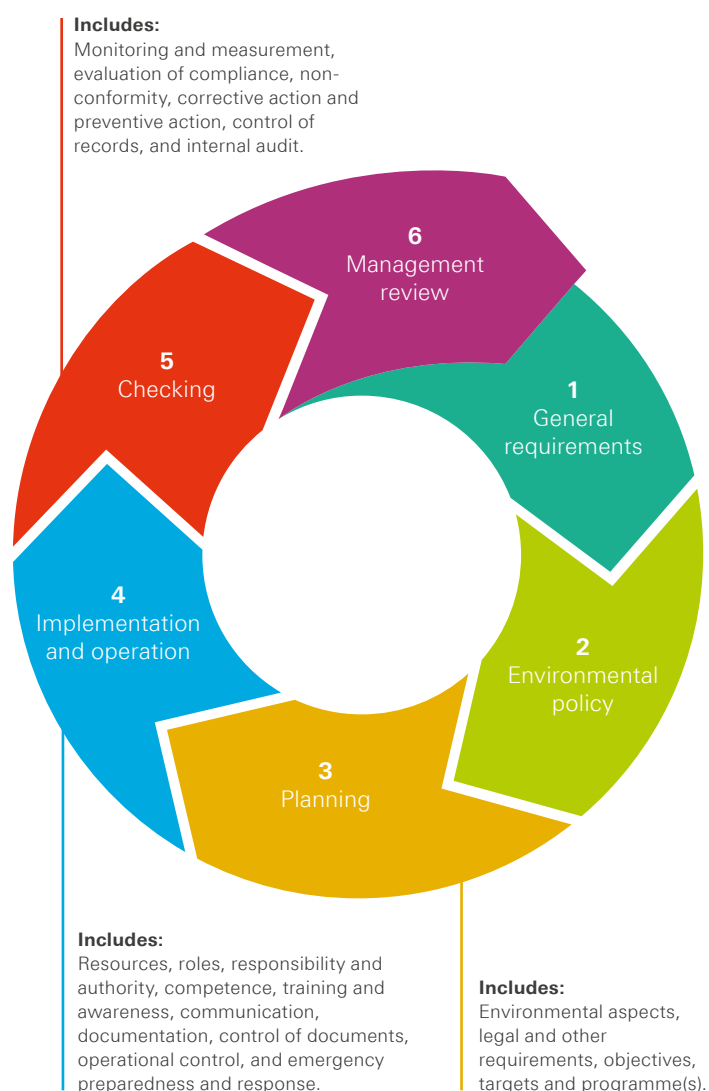 Includes:
Monitoring and measurement,
evaluation of compliance, non-
conformity, corrective action and
preventive action, control of
records, and internal audit.
6
Management
review
5
Checking
1
General
requirements
4
Implementation
and operation
2
Environmental
policy
3
Planning
Includes:
Resources, roles, responsibility and
authority, competence, training and
awareness, communication,
documentation, control of documents,
operational control, and emergency
preparedness and response.
Includes:
Environmental aspects,
legal and other
requirements, objectives,
targets and programme(s).